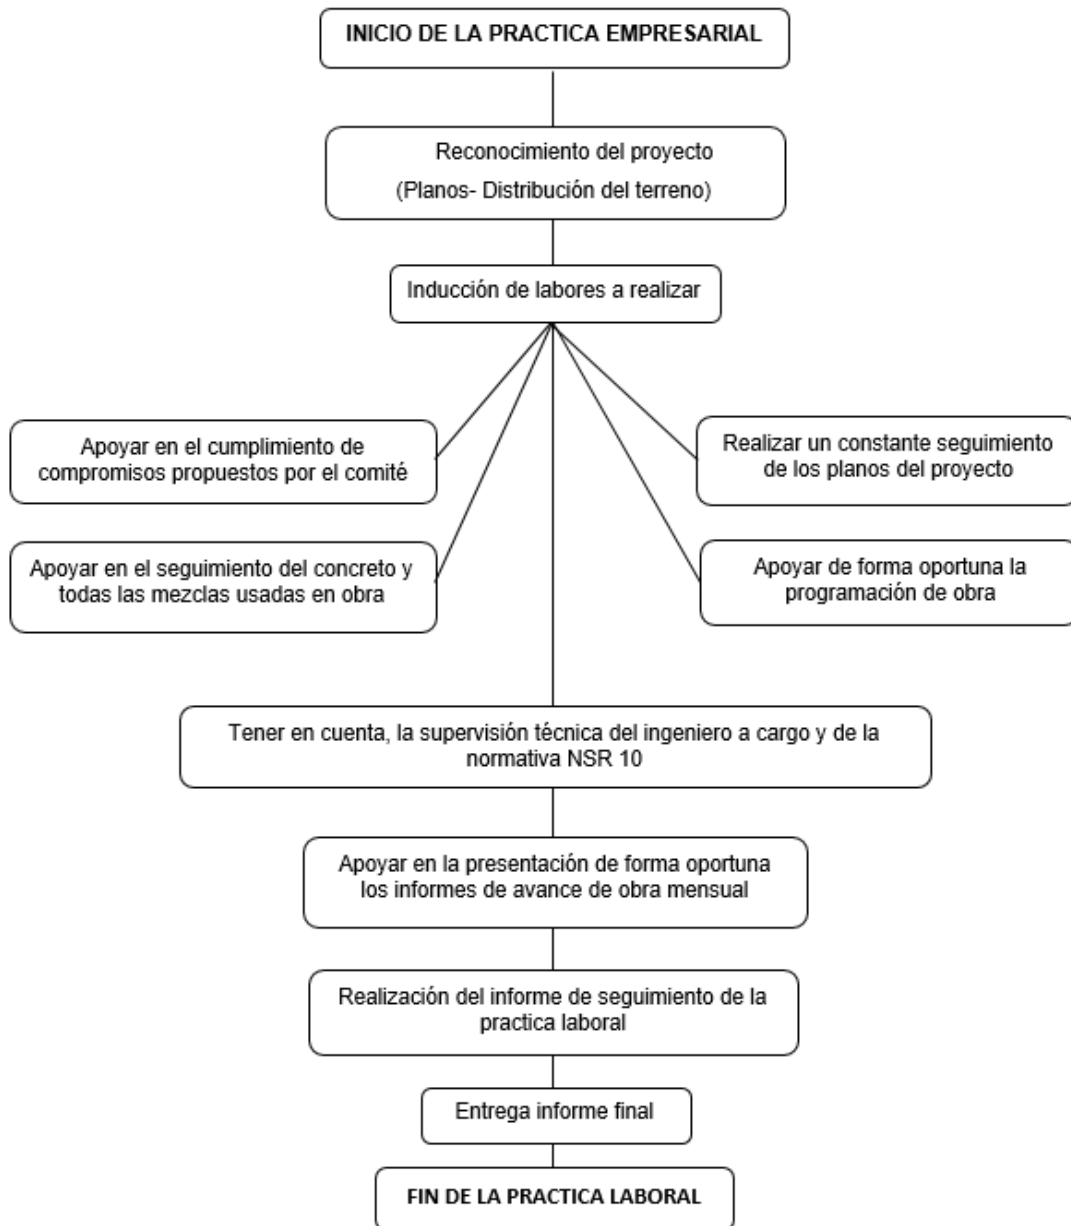 INICIO DE LA PRACTICA EMPRESARIAL
Reconocimiento del proyecto
(Planos- Distribución del terreno)
Inducción de labores a realizar
Apoyar en el cumplimiento de
compromisos propuestos por el comité
Realizar un constante seguimiento
de los planos del proyecto
Apoyar en el seguimiento del concreto y
todas las mezclas usadas en obra
Apoyar de forma oportuna la
programación de obra
Tener en cuenta, la supervisión técnica del ingeniero a cargo y de la
normativa NSR 10
Apoyar en la presentación de forma oportuna
los informes de avance de obra mensual
Realización del informe de seguimiento de la
practica laboral
Entrega informe final
FIN DE LA PRACTICA LABORAL